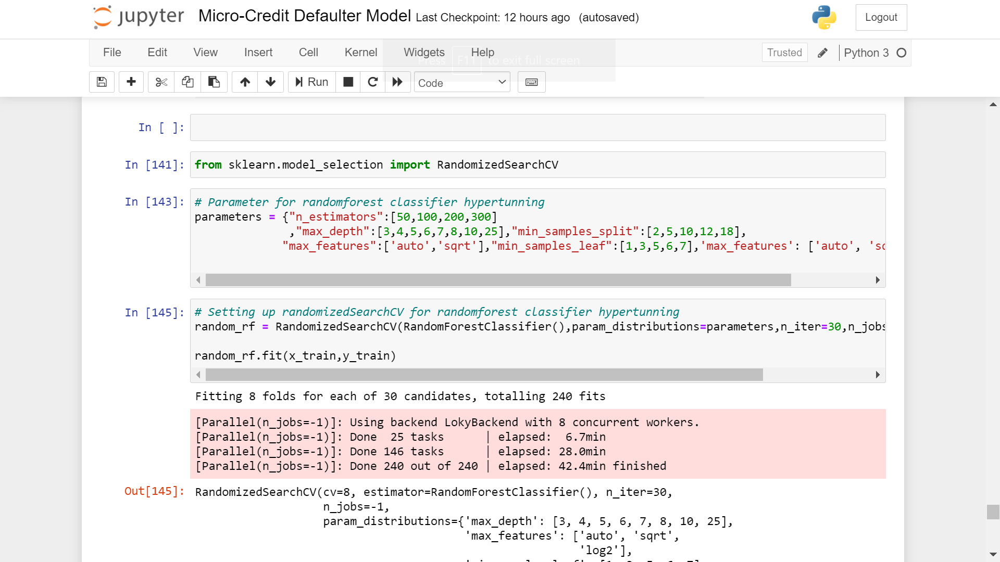 jupyter Micro-Credit Defaulter Model Last Checkpoint: 12 hours ago (autosaved)
Logout
File Edit View Insert Cell Kernel Widgets Help
Press F11 to exit full screen
Trusted Python 3
Run Code
In [ ]:
In [141]: from sklearn.model_selection import RandomizedSearchCV
In [143]: # Parameter for randomforest classifier hypertunning
parameters = {"n_estimators":[50,100,200,300]
,"max_depth":[3,4,5,6,7,8,10,25],"min_samples_split":[2,5,10,12,18],
"max_features":['auto','sqrt'],"min_samples_leaf":[1,3,5,6,7],'max_features': ['auto',
In [145]: # Setting up randomizedSearchCV for randomforest classifier hypertunning
random_rf = RandomizedSearchCV(RandomForestClassifier(),param_distributions=parameters,n_iter=30,n_jobs
random_rf.fit(x_train,y_train)
Fitting 8 folds for each of 30 candidates, totalling 240 fits
[Parallel(n_jobs=-1)]: Using backend LokyBackend with 8 concurrent workers.
[Parallel(n_jobs=-1)]: Done  25 tasks      | elapsed:  6.7min
[Parallel(n_jobs=-1)]: Done 146 tasks      | elapsed: 28.0min
[Parallel(n_jobs=-1)]: Done 240 out of 240 | elapsed: 42.4min finished
Out[145]: RandomizedSearchCV(cv=8, estimator=RandomForestClassifier(), n_iter=30,
n_jobs=-1,
param_distributions={'max_depth': [3, 4, 5, 6, 7, 8, 10, 25],
'max_features': ['auto', 'sqrt',
'log2'],